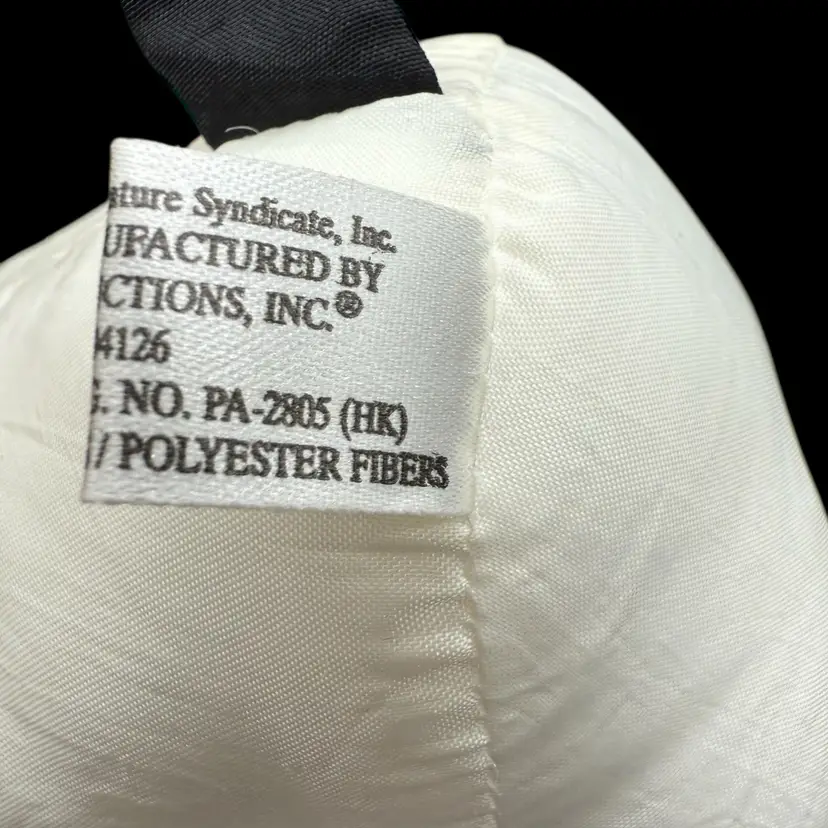 ature Syndicate, Inc.
UFACTURED BY
CTIONS, INC.®
4126
. NO. PA-2805 (HK)
/ POLYESTER FIBERS